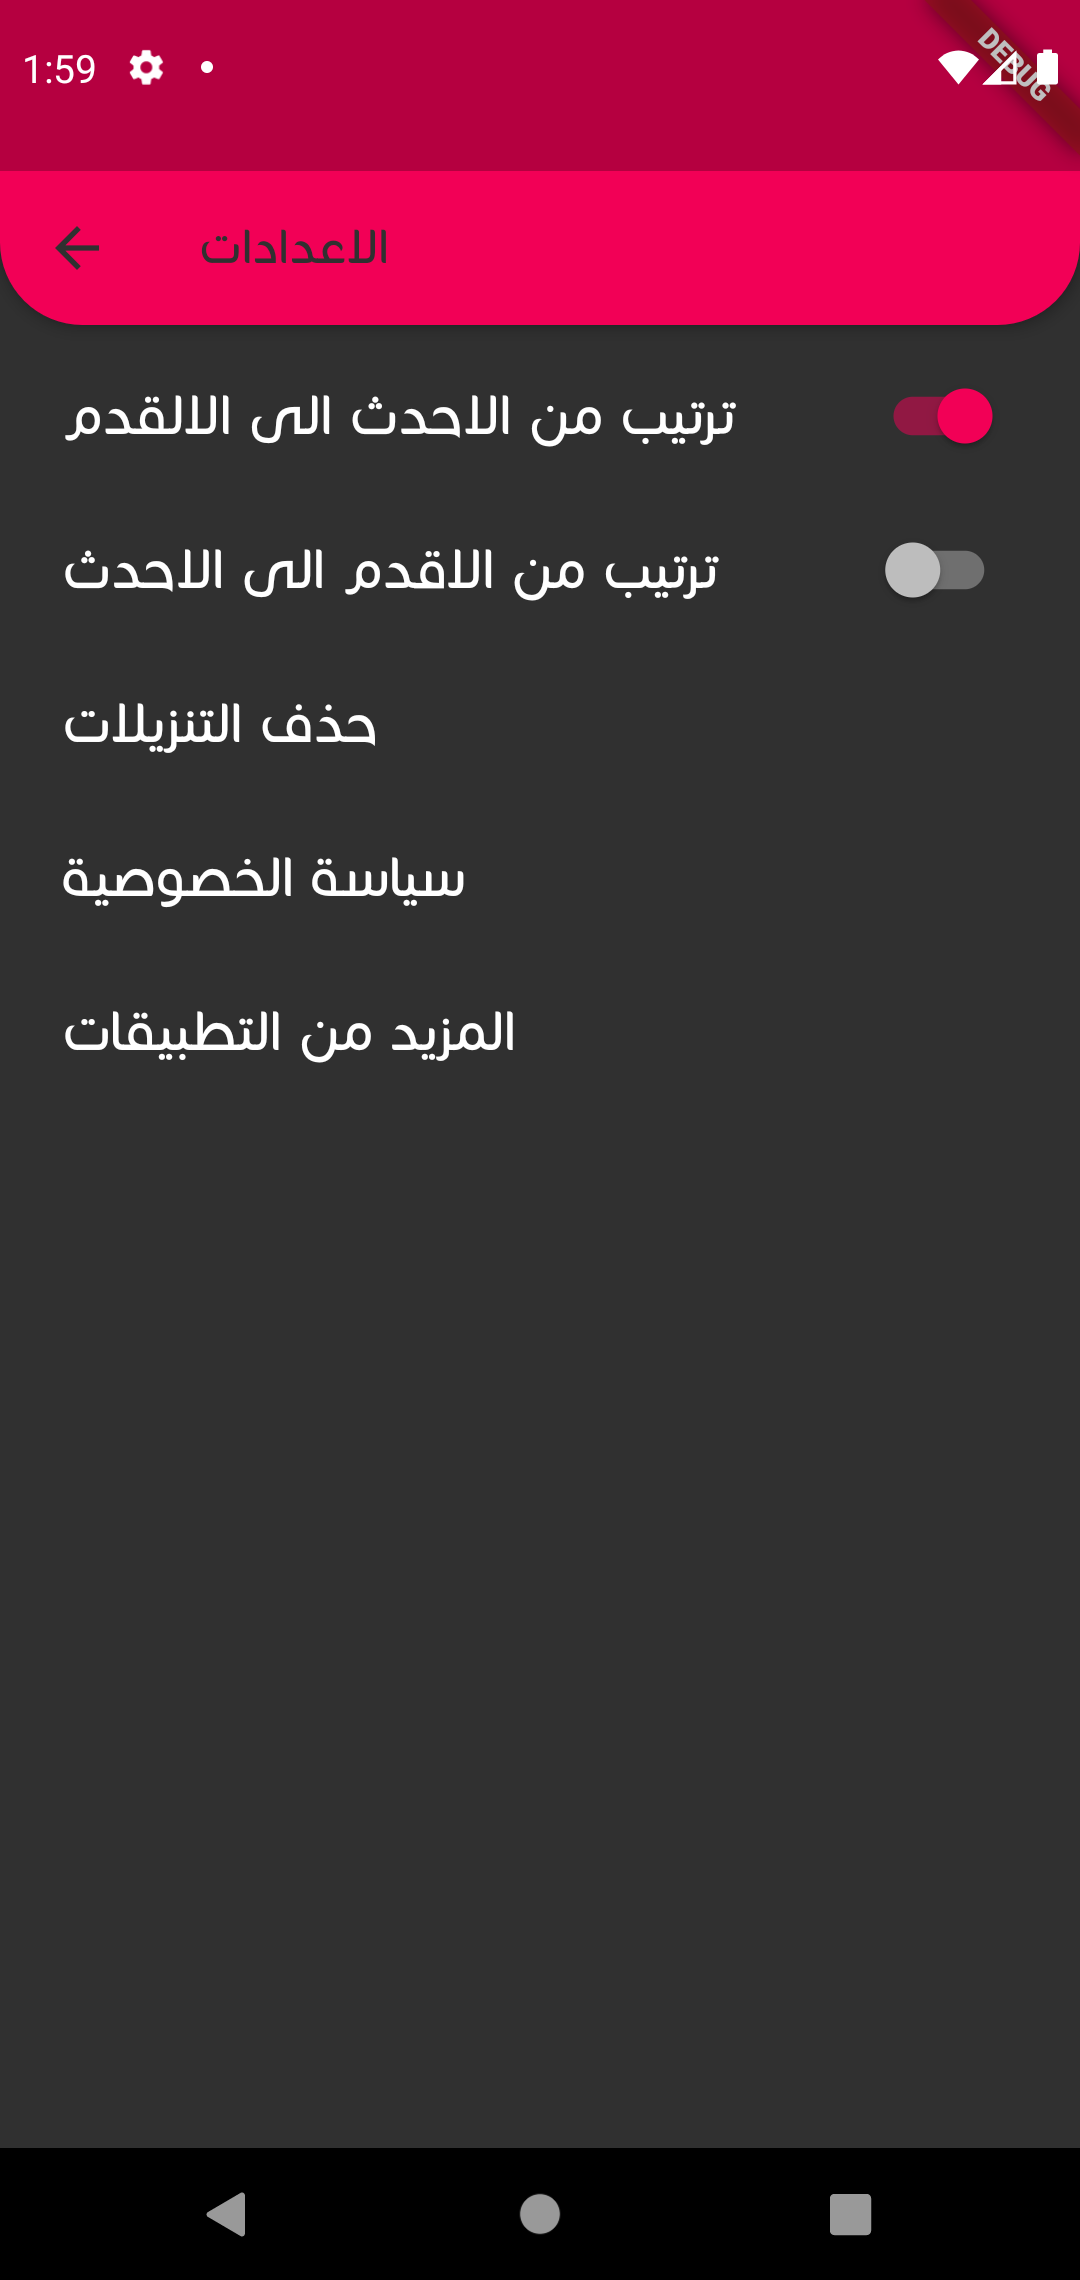 1:59
DEBUG
الاعدادات
ترتيب من الاحدث الى الالقدم
ترتيب من الاقدم الى الاحدث
حذف التنزيلات
سياسة الخصوصية
المزيد من التطبيقات